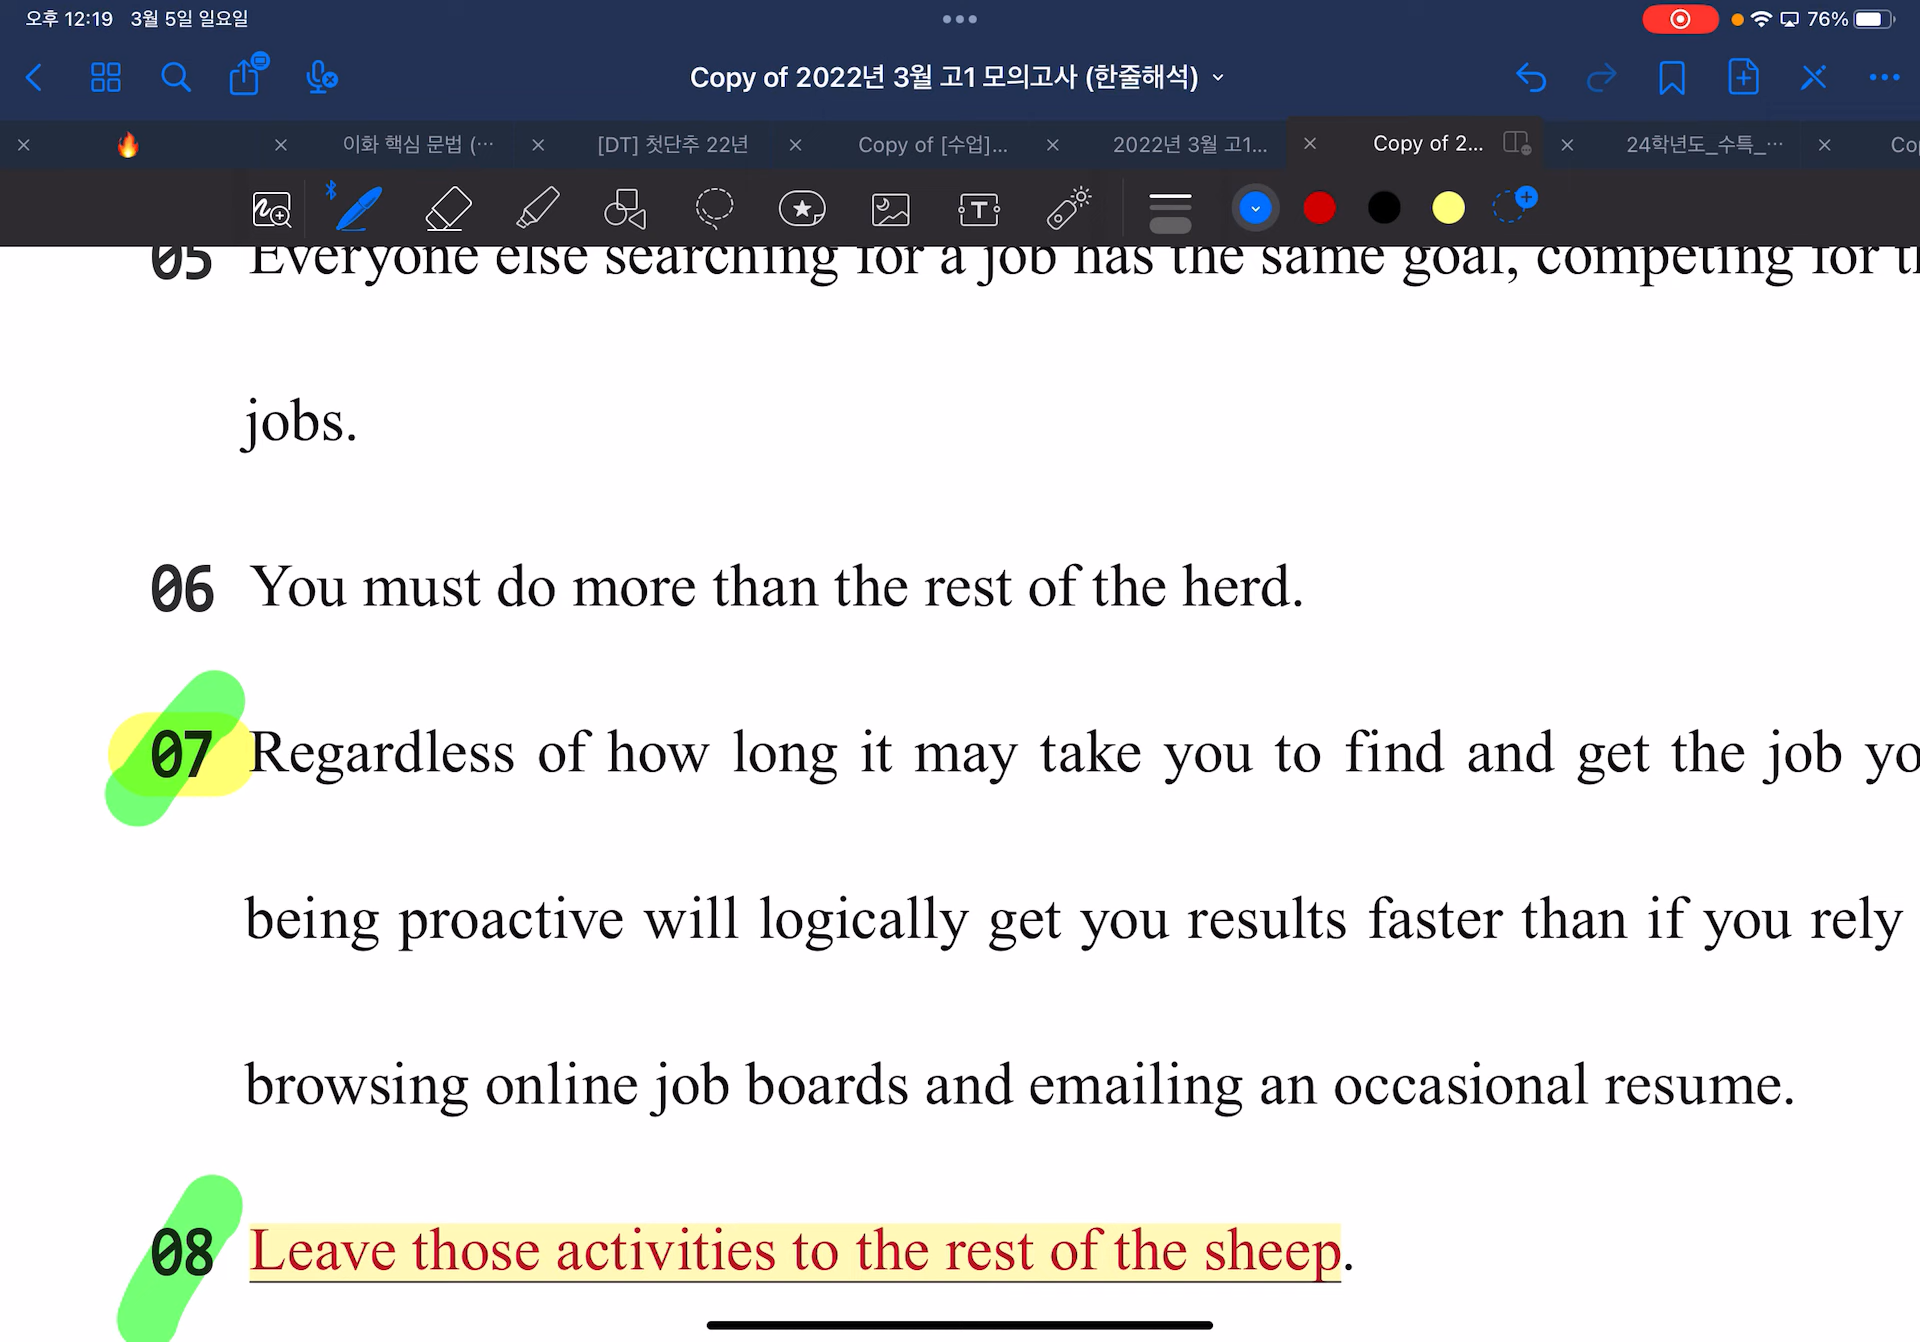 오후 12:19 3월 5일 일요일
76%
Copy of 2022년 3월 고1 모의고사 (한줄해석)
이화 핵심 문법 (…
[DT] 첫단추 22년
Copy of [수업]...
2022년 3월 고1...
Copy of 2...
24학년도_수특_…
05 Everyone else searching for a job has the same goal, competing for
jobs.
06 You must do more than the rest of the herd.
07 Regardless of how long it may take you to find and get the job
being proactive will logically get you results faster than if you rely
browsing online job boards and emailing an occasional resume.
08 Leave those activities to the rest of the sheep.